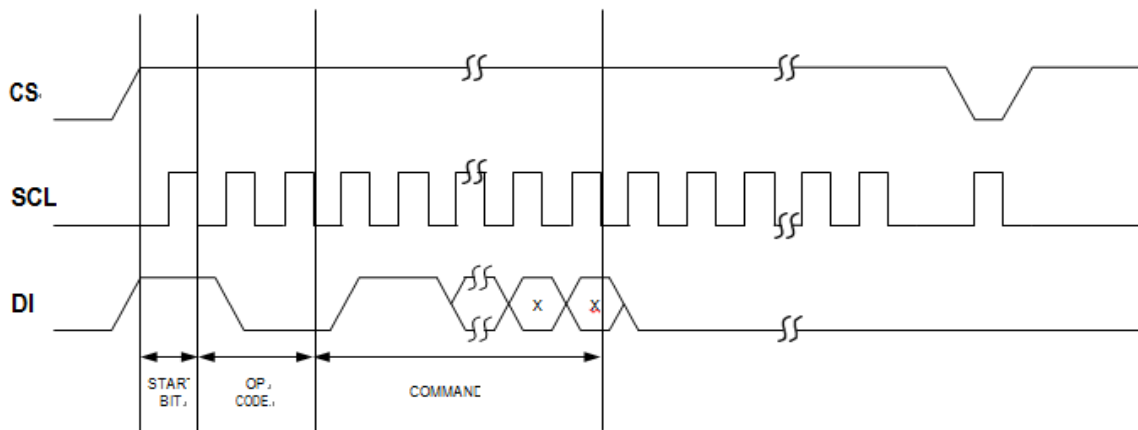 CS
SCL
DI
X
X
START
BIT
OP
CODE
COMMAND